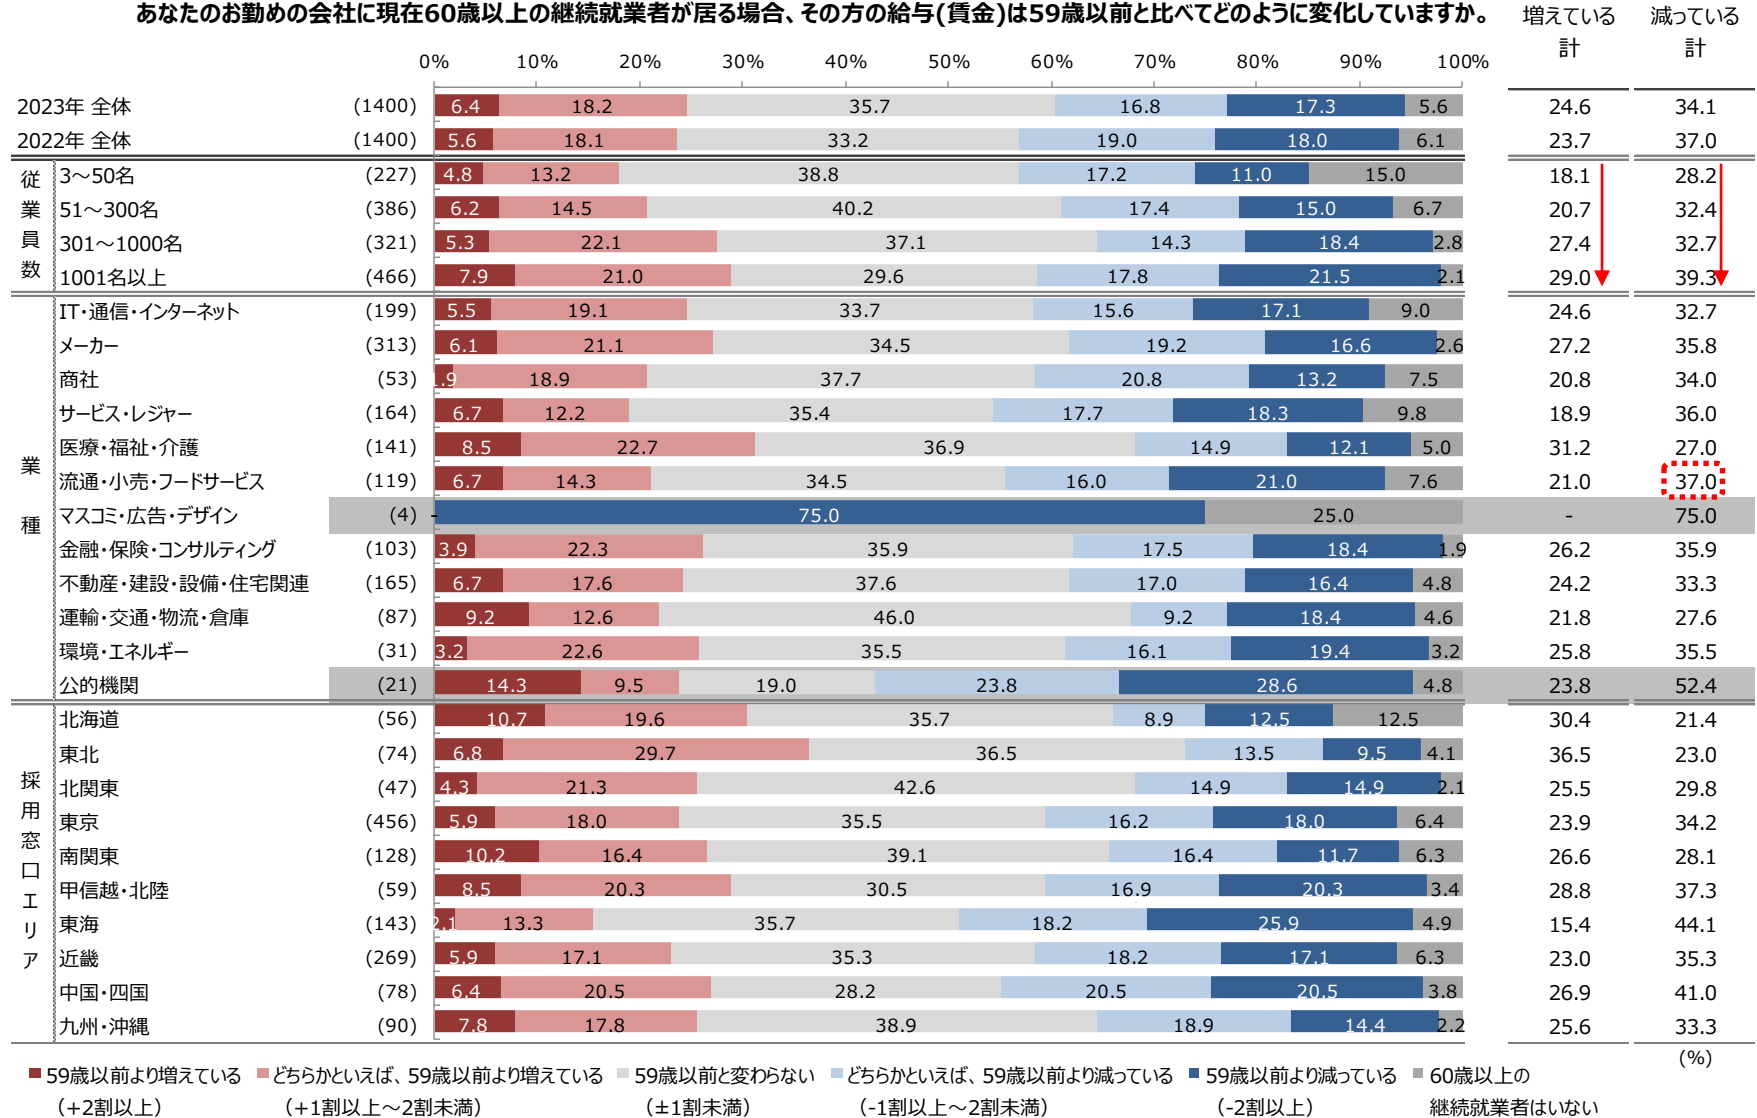 あなたのお勤めの会社に現在60歳以上の継続就業者が居る場合、その方の給与(賃金)は59歳以前と比べてどのように変化していますか。
増えている 計 減っている 計
0% 10% 20% 30% 40% 50% 60% 70% 80% 90% 100%
2023年 全体 (1400) 6.4 18.2 35.7 16.8 17.3 5.6 24.6 34.1
2022年 全体 (1400) 5.6 18.1 33.2 19.0 18.0 6.1 23.7 37.0
従業員数
3～50名 (227) 4.8 13.2 38.8 17.2 11.0 15.0 18.1 28.2
51～300名 (386) 6.2 14.5 40.2 17.4 15.0 6.7 20.7 32.4
301～1000名 (321) 5.3 22.1 37.1 14.3 18.4 2.8 27.4 32.7
1001名以上 (466) 7.9 21.0 29.6 17.8 21.5 2.1 29.0 39.3
業種
IT・通信・インターネット (199) 5.5 19.1 33.7 15.6 17.1 9.0 24.6 32.7
メーカー (313) 6.1 21.1 34.5 19.2 16.6 2.6 27.2 35.8
商社 (53) 1.9 18.9 37.7 20.8 13.2 7.5 20.8 34.0
サービス・レジャー (164) 6.7 12.2 35.4 17.7 18.3 9.8 18.9 36.0
医療・福祉・介護 (141) 8.5 22.7 36.9 14.9 12.1 5.0 31.2 27.0
流通・小売・フードサービス (119) 6.7 14.3 34.5 16.0 21.0 7.6 21.0 37.0
マスコミ・広告・デザイン (4) - 75.0 25.0 - 75.0
金融・保険・コンサルティング (103) 3.9 22.3 35.9 17.5 18.4 1.9 26.2 35.9
不動産・建設・設備・住宅関連 (165) 6.7 17.6 37.6 17.0 16.4 4.8 24.2 33.3
運輸・交通・物流・倉庫 (87) 9.2 12.6 46.0 9.2 18.4 4.6 21.8 27.6
環境・エネルギー (31) 3.2 22.6 35.5 16.1 19.4 3.2 25.8 35.5
公的機関 (21) 14.3 9.5 19.0 23.8 28.6 4.8 23.8 52.4
採用窓口エリア
北海道 (56) 10.7 19.6 35.7 8.9 12.5 12.5 30.4 21.4
東北 (74) 6.8 29.7 36.5 13.5 9.5 4.1 36.5 23.0
北関東 (47) 4.3 21.3 42.6 14.9 14.9 2.1 25.5 29.8
東京 (456) 5.9 18.0 35.5 16.2 18.0 6.4 23.9 34.2
南関東 (128) 10.2 16.4 39.1 16.4 11.7 6.3 26.6 28.1
甲信越・北陸 (59) 8.5 20.3 30.5 16.9 20.3 3.4 28.8 37.3
東海 (143) 2.1 13.3 35.7 18.2 25.9 4.9 15.4 44.1
近畿 (269) 5.9 17.1 35.3 18.2 17.1 6.3 23.0 35.3
中国・四国 (78) 6.4 20.5 28.2 20.5 20.5 3.8 26.9 41.0
九州・沖縄 (90) 7.8 17.8 38.9 18.9 14.4 2.2 25.6 33.3
(%)
59歳以前より増えている どちらかといえば、59歳以前より増えている 59歳以前と変わらない どちらかといえば、59歳以前より減っている 59歳以前より減っている 60歳以上の
(+2割以上) (+1割以上～2割未満) (±1割未満) (-1割以上～2割未満) (-2割以上) 継続就業者はいない